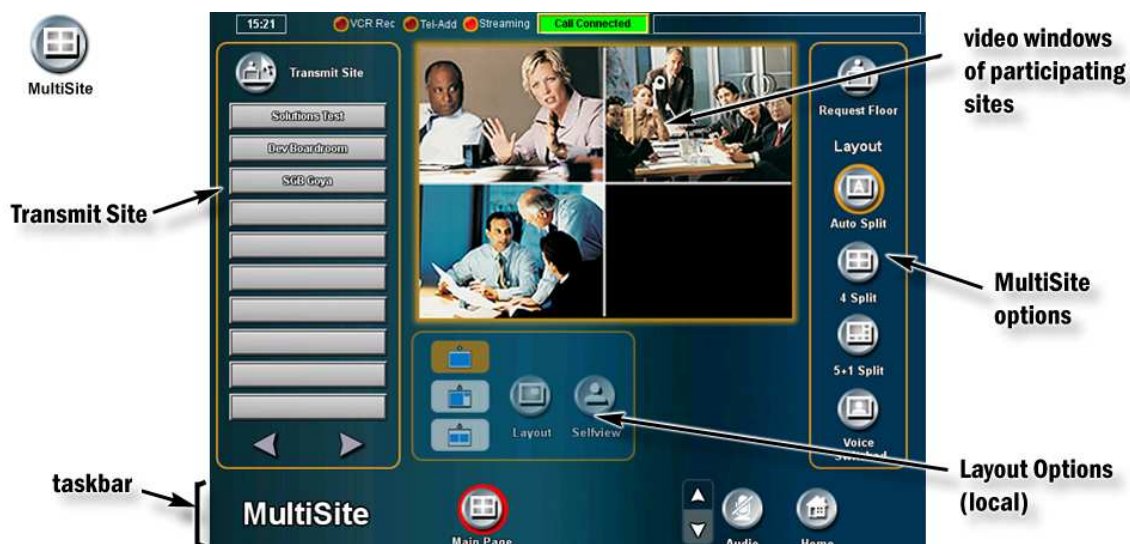 MultiSite
15:21
VCR Rec
Tel-Add
Streaming
Call Connected
Transmit Site
Solutions Test
Dev Boardroom
SGB Goya
Request Floor
Layout
Auto Split
4 Split
5+1 Split
Voice
Switched
Layout
Selfview
MultiSite
Main Page
Audio
Home
Transmit Site
taskbar
video windows
of participating
sites
MultiSite
options
Layout Options
(local)